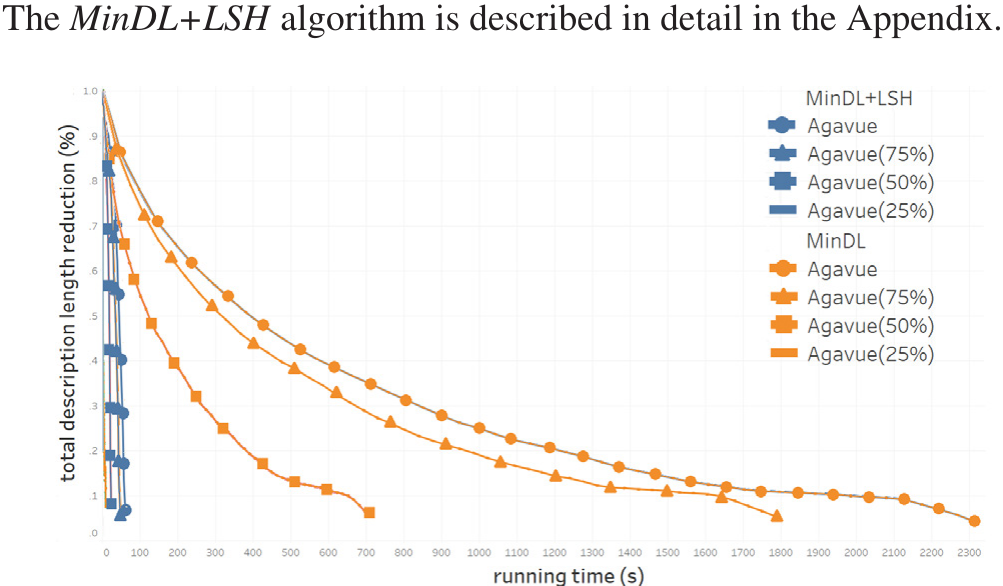 The MinDL+LSH algorithm is described in detail in the Appendix.
total description length reduction (%)
1.0
.9
.8
.7
.6
.5
.4
.3
.2
.1
.0
MinDL+LSH
Agavue
Agavue(75%)
Agavue(50%)
Agavue(25%)
MinDL
Agavue
Agavue(75%)
Agavue(50%)
Agavue(25%)
0 100 200 300 400 500 600 700 800 900 1000 1100 1200 1300 1400 1500 1600 1700 1800 1900 2000 2100 2200 2300
running time (s)